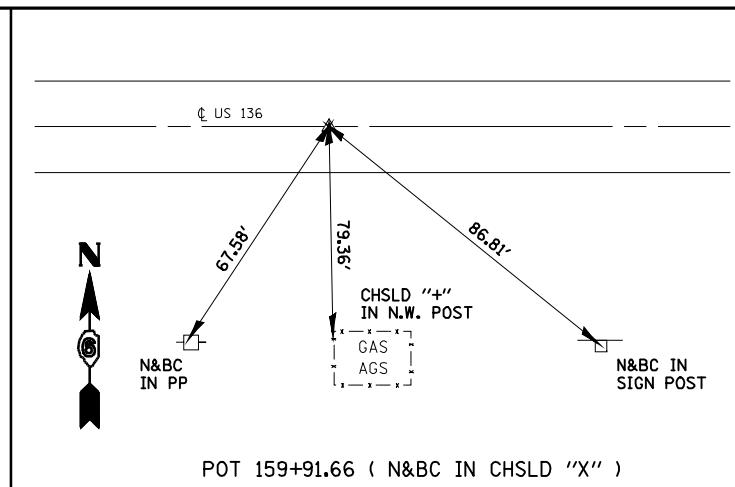 ℄ US 136
67.58'
79.36'
86.81'
N
6
CHSLD "+"
IN N.W. POST
GAS
AGS
N&BC
IN PP
N&BC IN
SIGN POST
POT 159+91.66 ( N&BC IN CHSLD "X" )